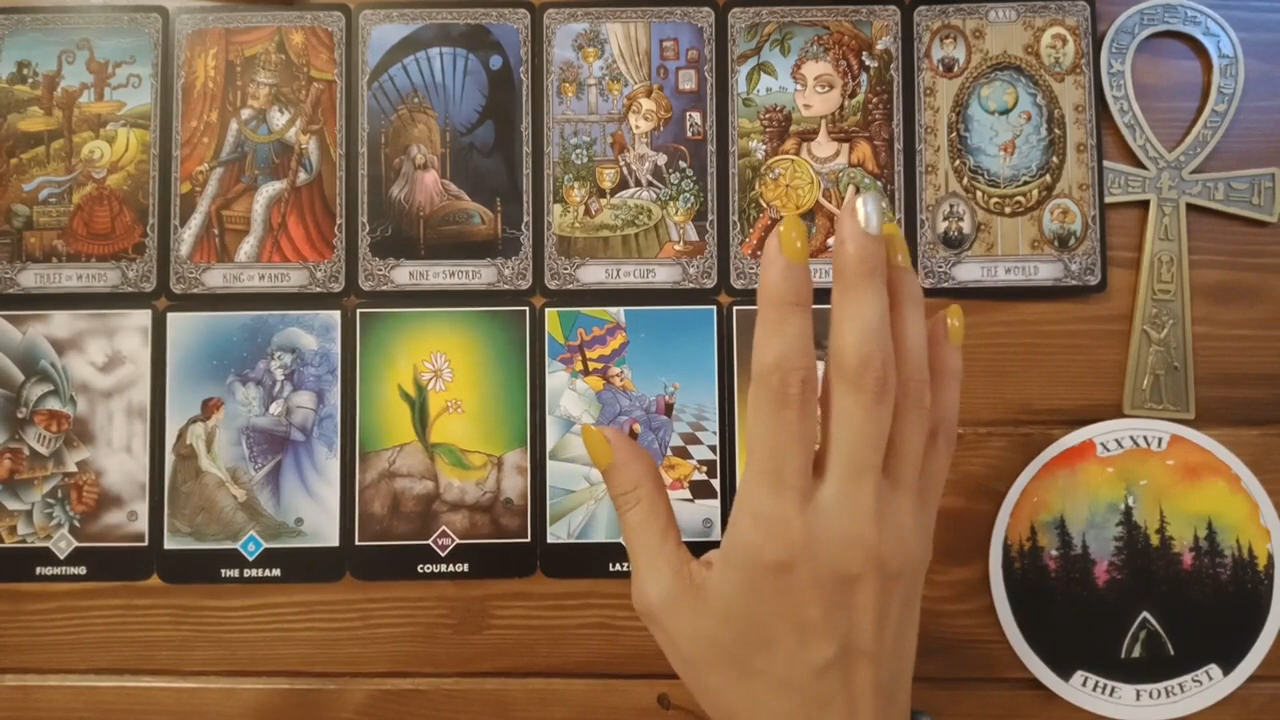 XXI
THREE OF WANDS
KING OF WANDS
NINE OF SWORDS
SIX OF CUPS
THE WORLD
6
VIII
FIGHTING
THE DREAM
COURAGE
XXXVI
THE FOREST